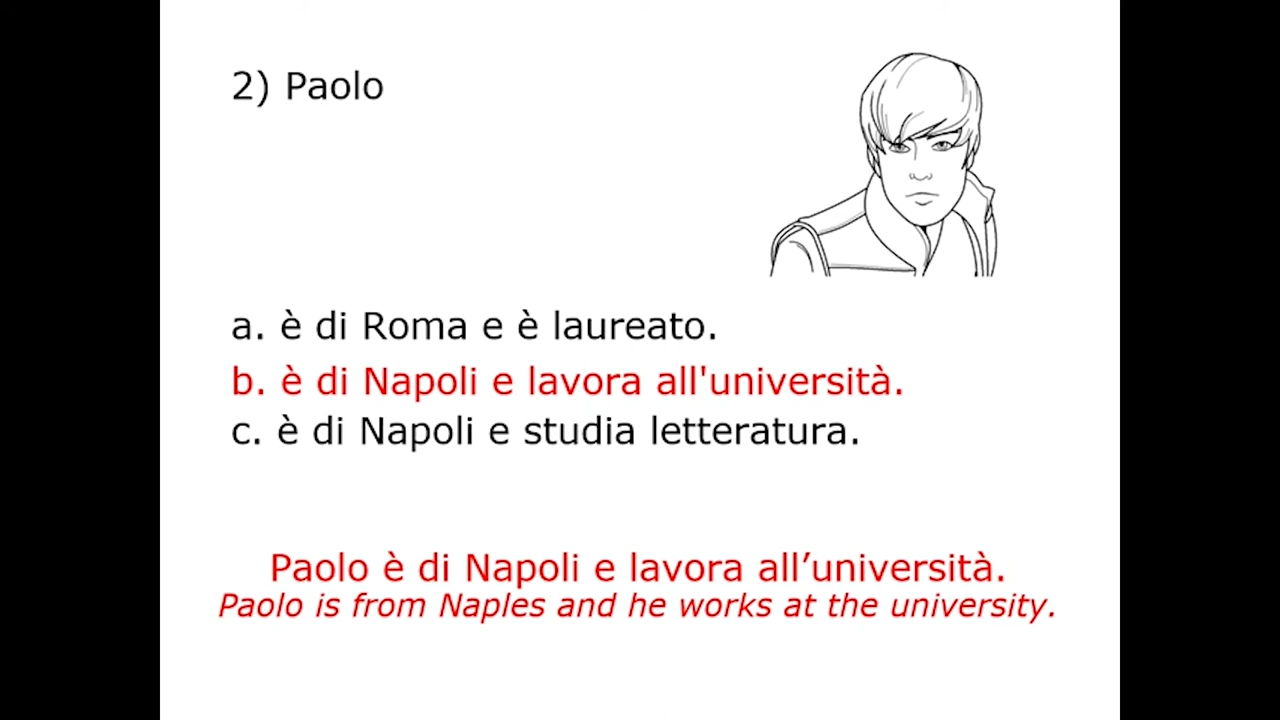 2) Paolo
a. è di Roma e è laureato.
b. è di Napoli e lavora all'università.
c. è di Napoli e studia letteratura.
Paolo è di Napoli e lavora all’università.
Paolo is from Naples and he works at the university.